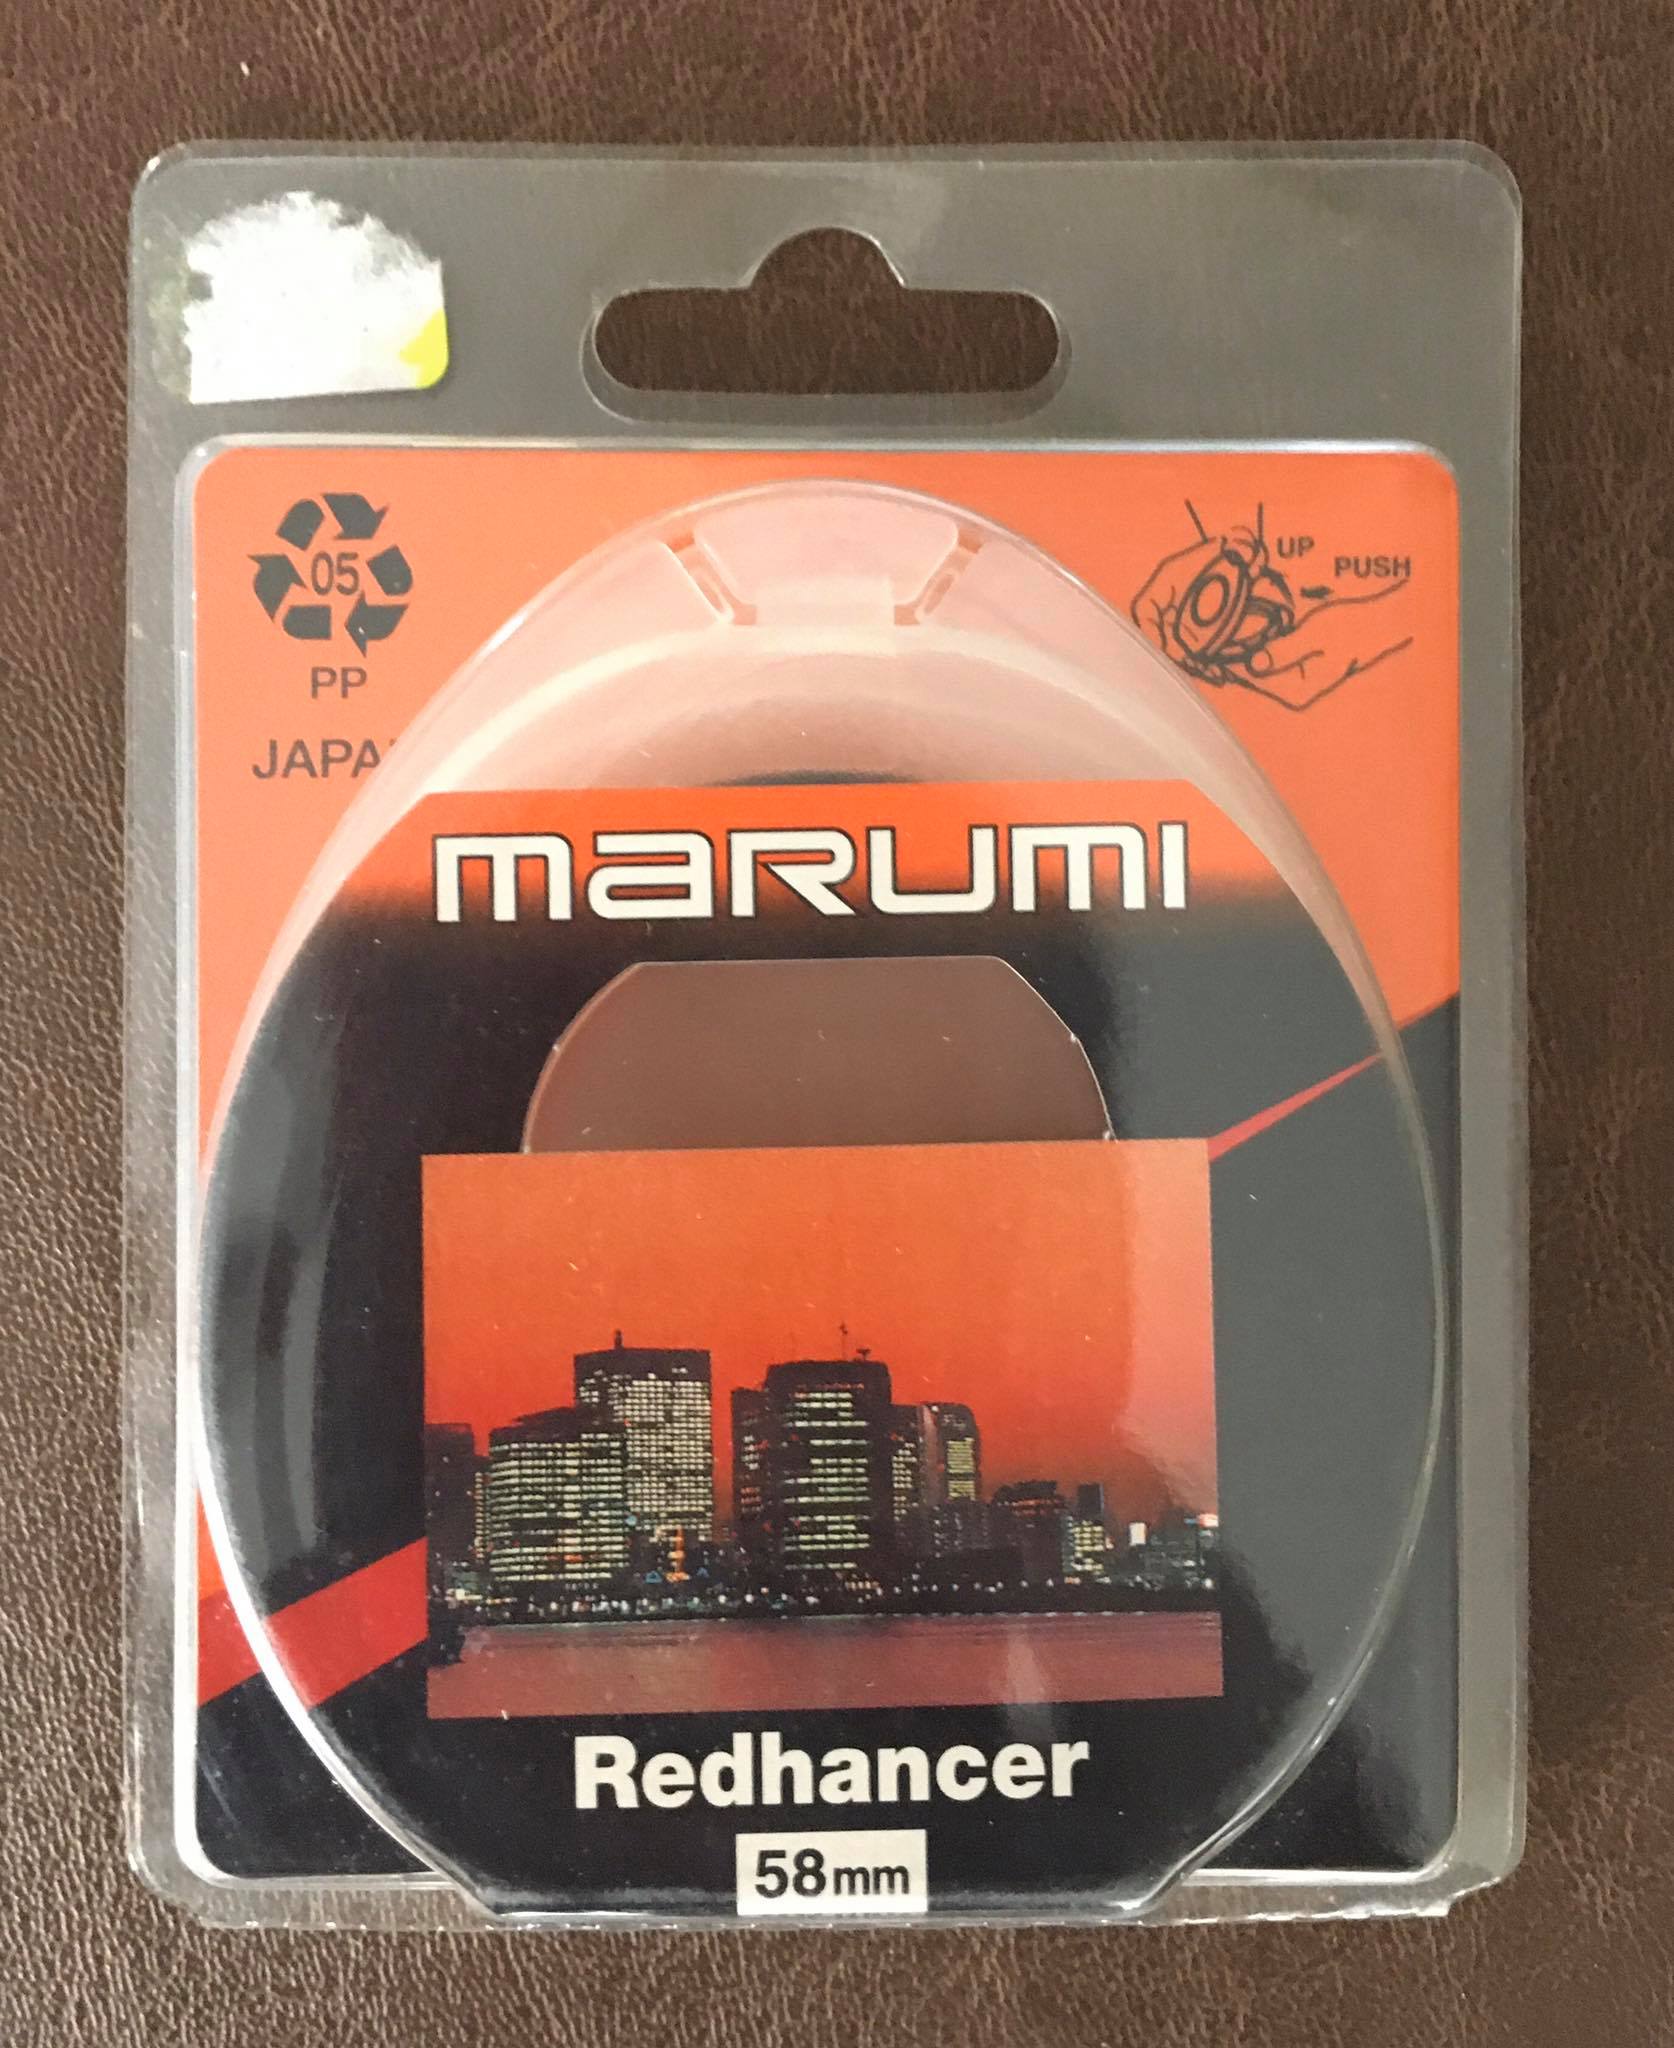 05
PP
UP
PUSH
marumi
Redhancer
58mm